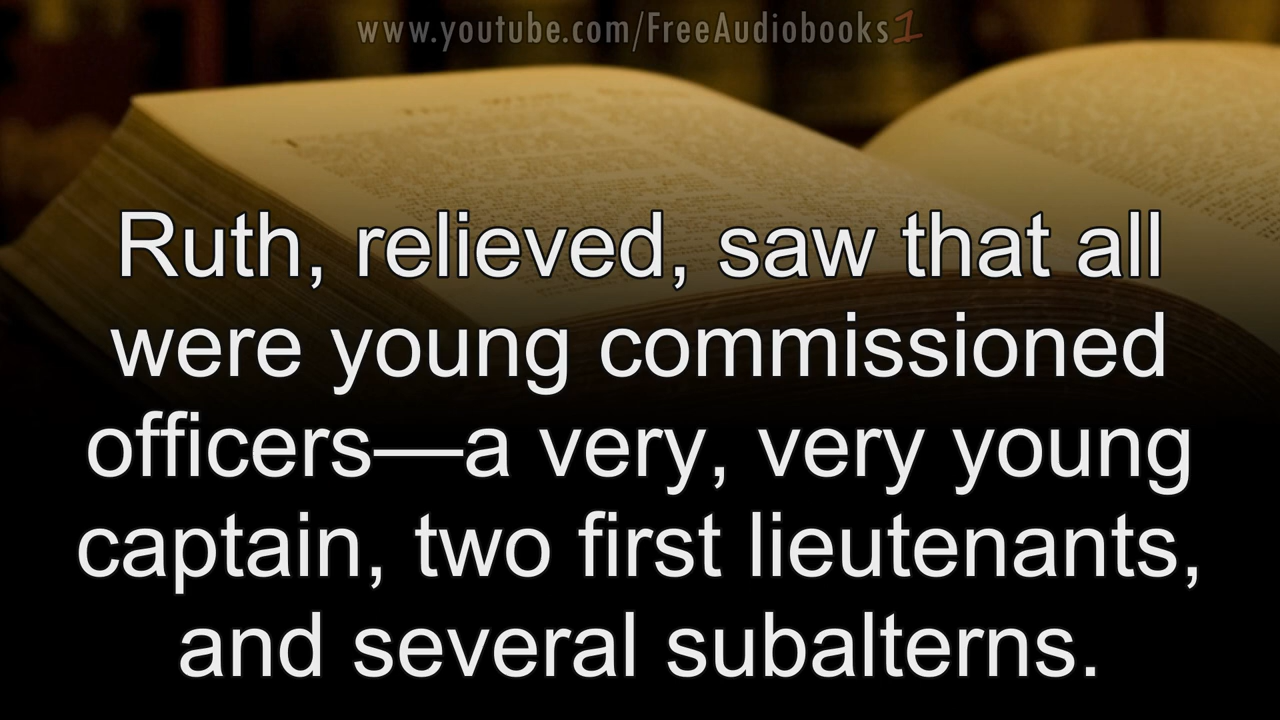 www.youtube.com/FreeAudiobooks1
Ruth, relieved, saw that all
were young commissioned
officers—a very, very young
captain, two first lieutenants,
and several subalterns.